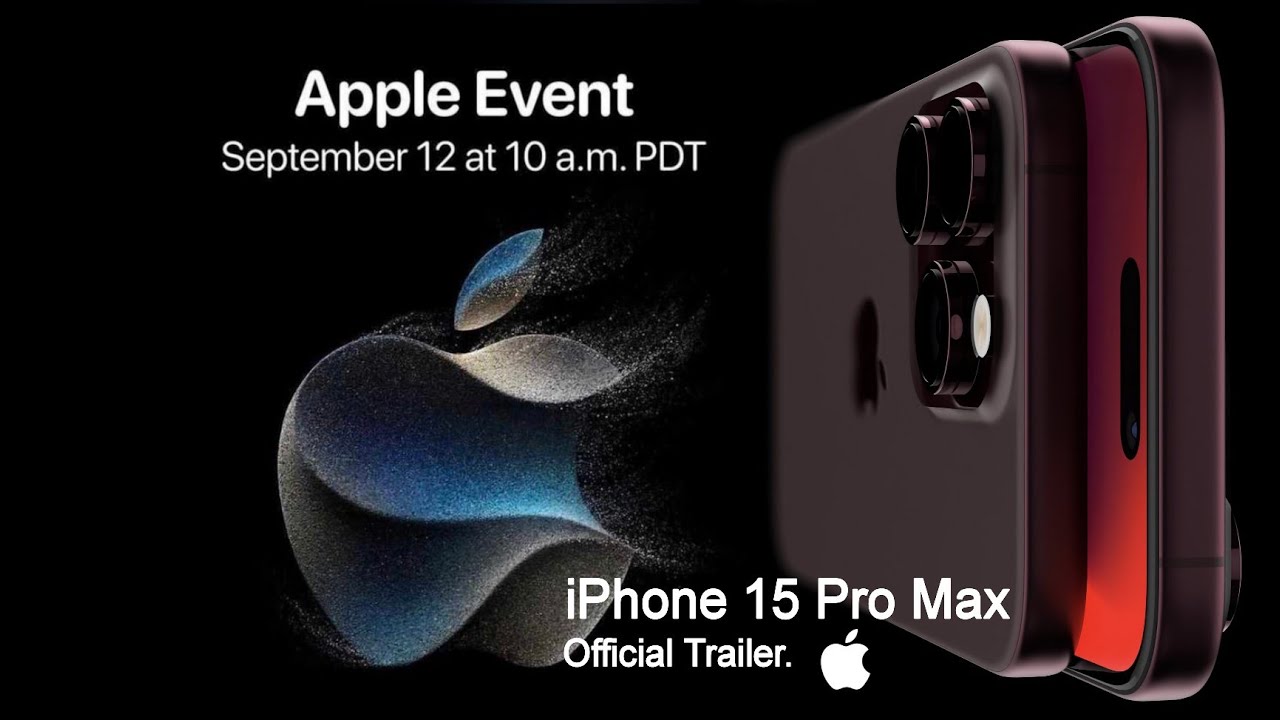 Apple Event
September 12 at 10 a.m. PDT
iPhone 15 Pro Max
Official Trailer.